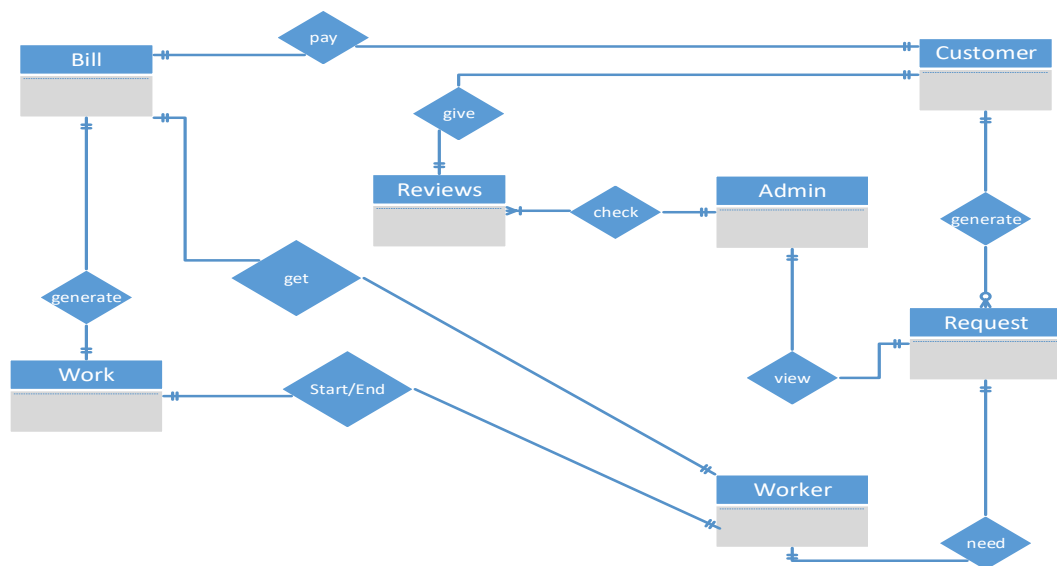 pay
Bill
Customer
give
Reviews
Admin
check
generate
get
generate
Request
Work
Start/End
view
Worker
need